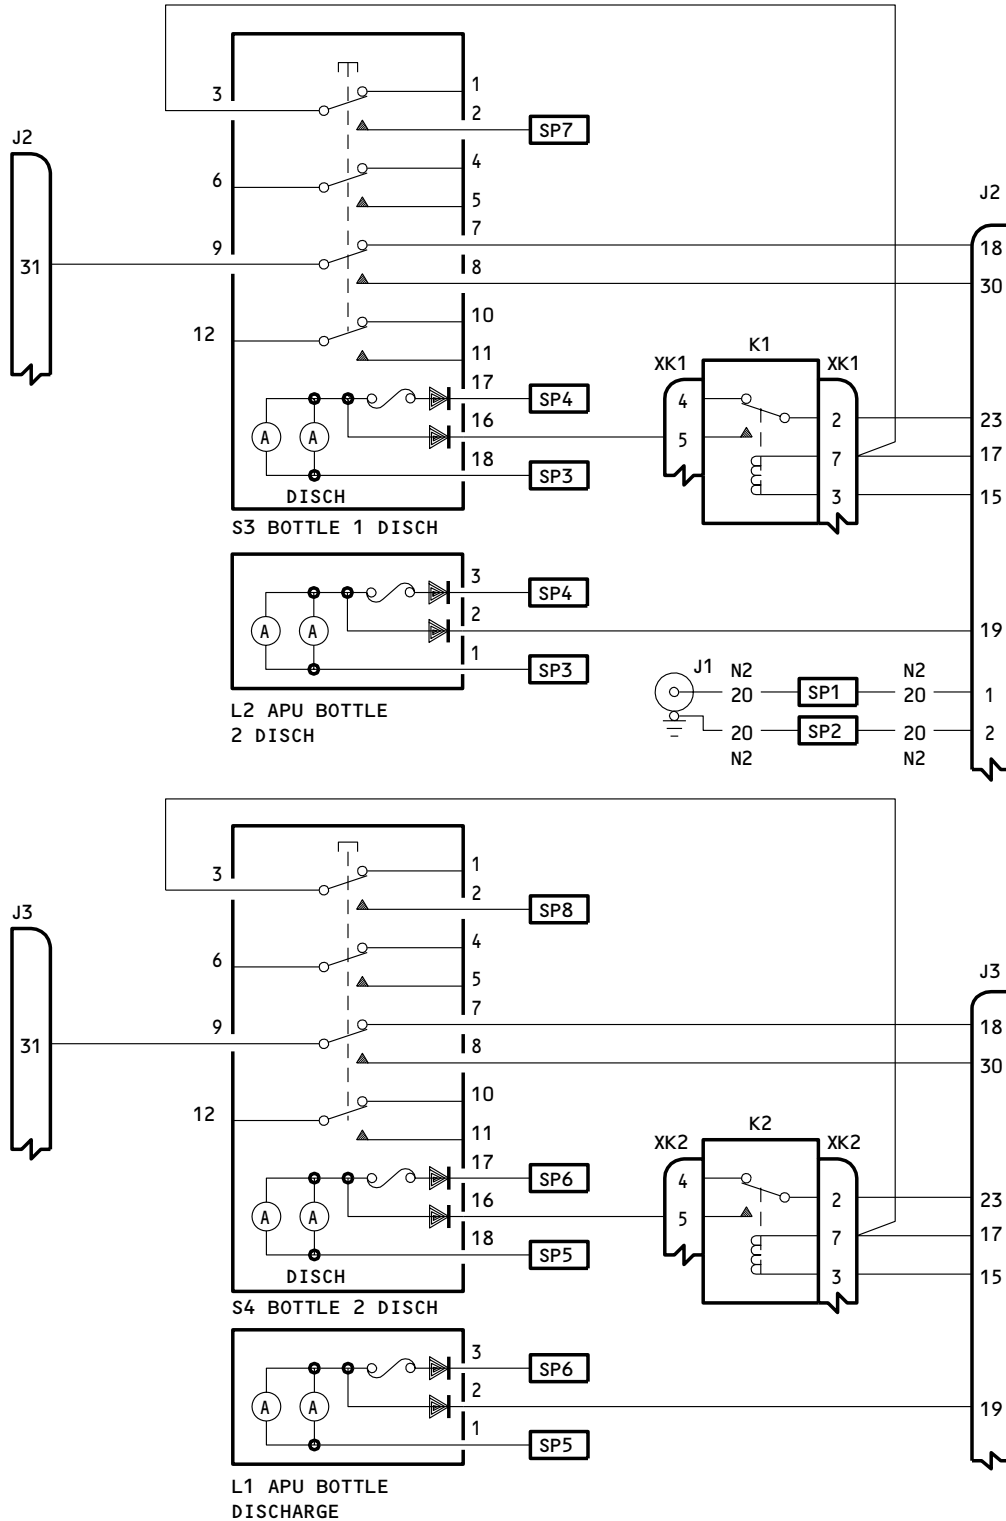 J2
31
3
6
9
12
1
2
SP7
4
5
7
8
10
11
17
SP4
16
18
SP3
A
A
DISCH
S3 BOTTLE 1 DISCH
K1
XK1
XK1
4
5
2
7
3
J2
18
30
23
17
15
19
1
2
A
A
3
SP4
2
1
SP3
L2 APU BOTTLE
2 DISCH
J1
N2
20
SP1
N2
20
20
SP2
20
N2
N2
J3
31
3
6
9
12
1
2
SP8
4
5
7
8
10
11
17
SP6
16
18
SP5
A
A
DISCH
S4 BOTTLE 2 DISCH
K2
XK2
XK2
4
5
2
7
3
J3
18
30
23
17
15
19
A
A
3
SP6
2
1
SP5
L1 APU BOTTLE
DISCHARGE